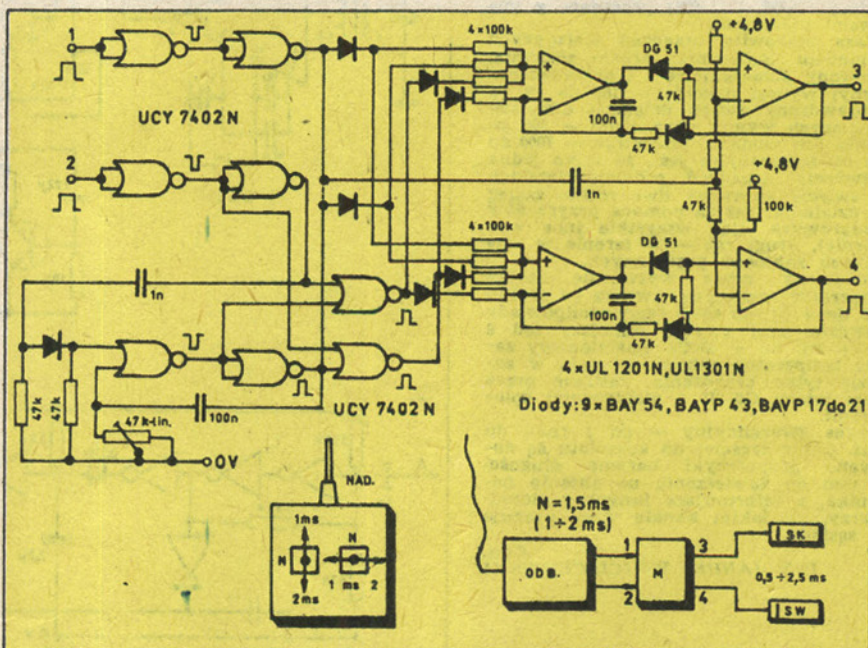 1
2
UCY 7402 N
4×100k
4×100k
DG 51
+4,8V
3
47k
100n
47k
1n
+4,8V
47k
100k
DG 51
4
47k
100n
47k
1n
47k
47k
47k-lin.
100n
0V
UCY 7402N
4xUL 1201N,UL1301N
Diody: 9×BAY 54, BAYP 43, BAVP 17do21
NAD.
1ms
N
2ms
N
1 ms 2
N=1,5ms
(1÷2 ms)
ODB.
1
2
M
3
4
SK
0,5÷2,5 ms
SW